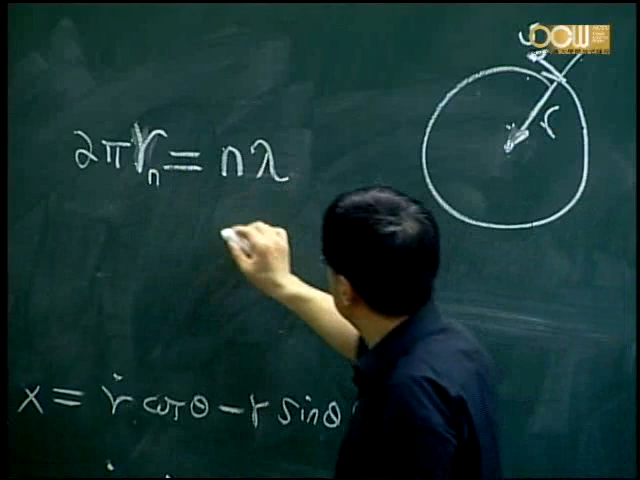 2πrₙ = nλ
r
OCW
x = ṙ cosθ - r sinθ